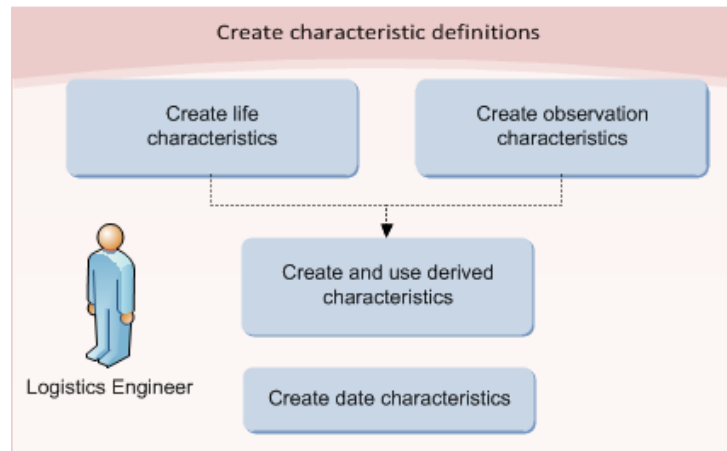 Create characteristic definitions
Create life
characteristics
Create observation
characteristics
Create and use derived
characteristics
Logistics Engineer
Create date characteristics